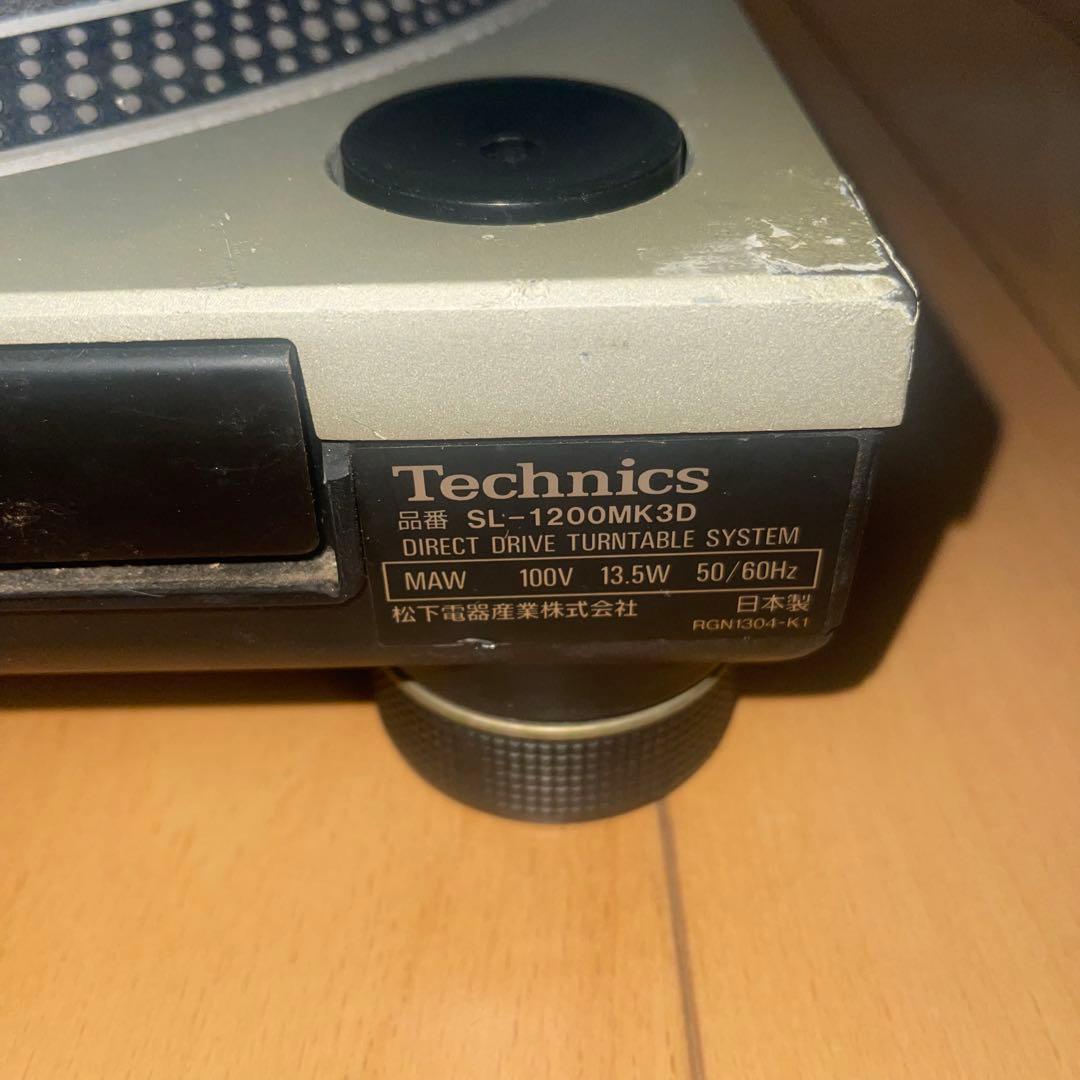 Technics
品番 SL-1200MK3D
DIRECT DRIVE TURNTABLE SYSTEM
MAW 100V 13.5W 50/60Hz
松下電器産業株式会社 日本製
RGN1304-K1